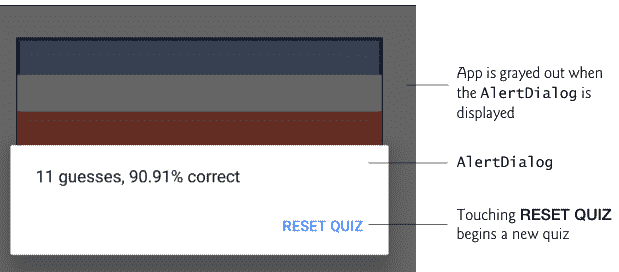 App is grayed out when
the AlertDialog is
displayed
11 guesses, 90.91% correct
AlertDialog
RESET QUIZ
Touching RESET QUIZ
begins a new quiz